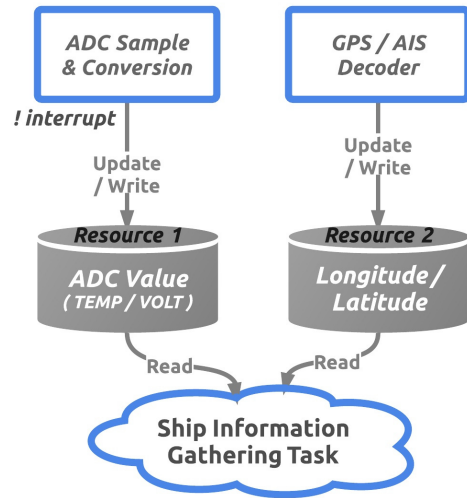 ADC Sample
& Conversion
GPS / AIS
Decoder
! interrupt
Update
/ Write
Update
/ Write
Resource 1
ADC Value
( TEMP / VOLT )
Resource 2
Longitude /
Latitude
Read
Read
Ship Information
Gathering Task